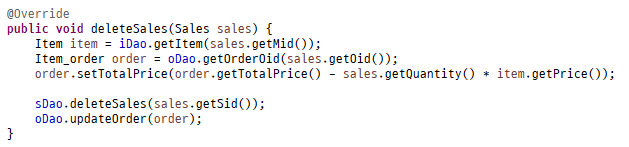 @Override
public void deleteSales(Sales sales) {
    Item item = iDao.getItem(sales.getMid());
    Item_order order = oDao.getOrderOid(sales.getOid());
    order.setTotalPrice(order.getTotalPrice() - sales.getQuantity() * item.getPrice());

    sDao.deleteSales(sales.getSid());
    oDao.updateOrder(order);
}